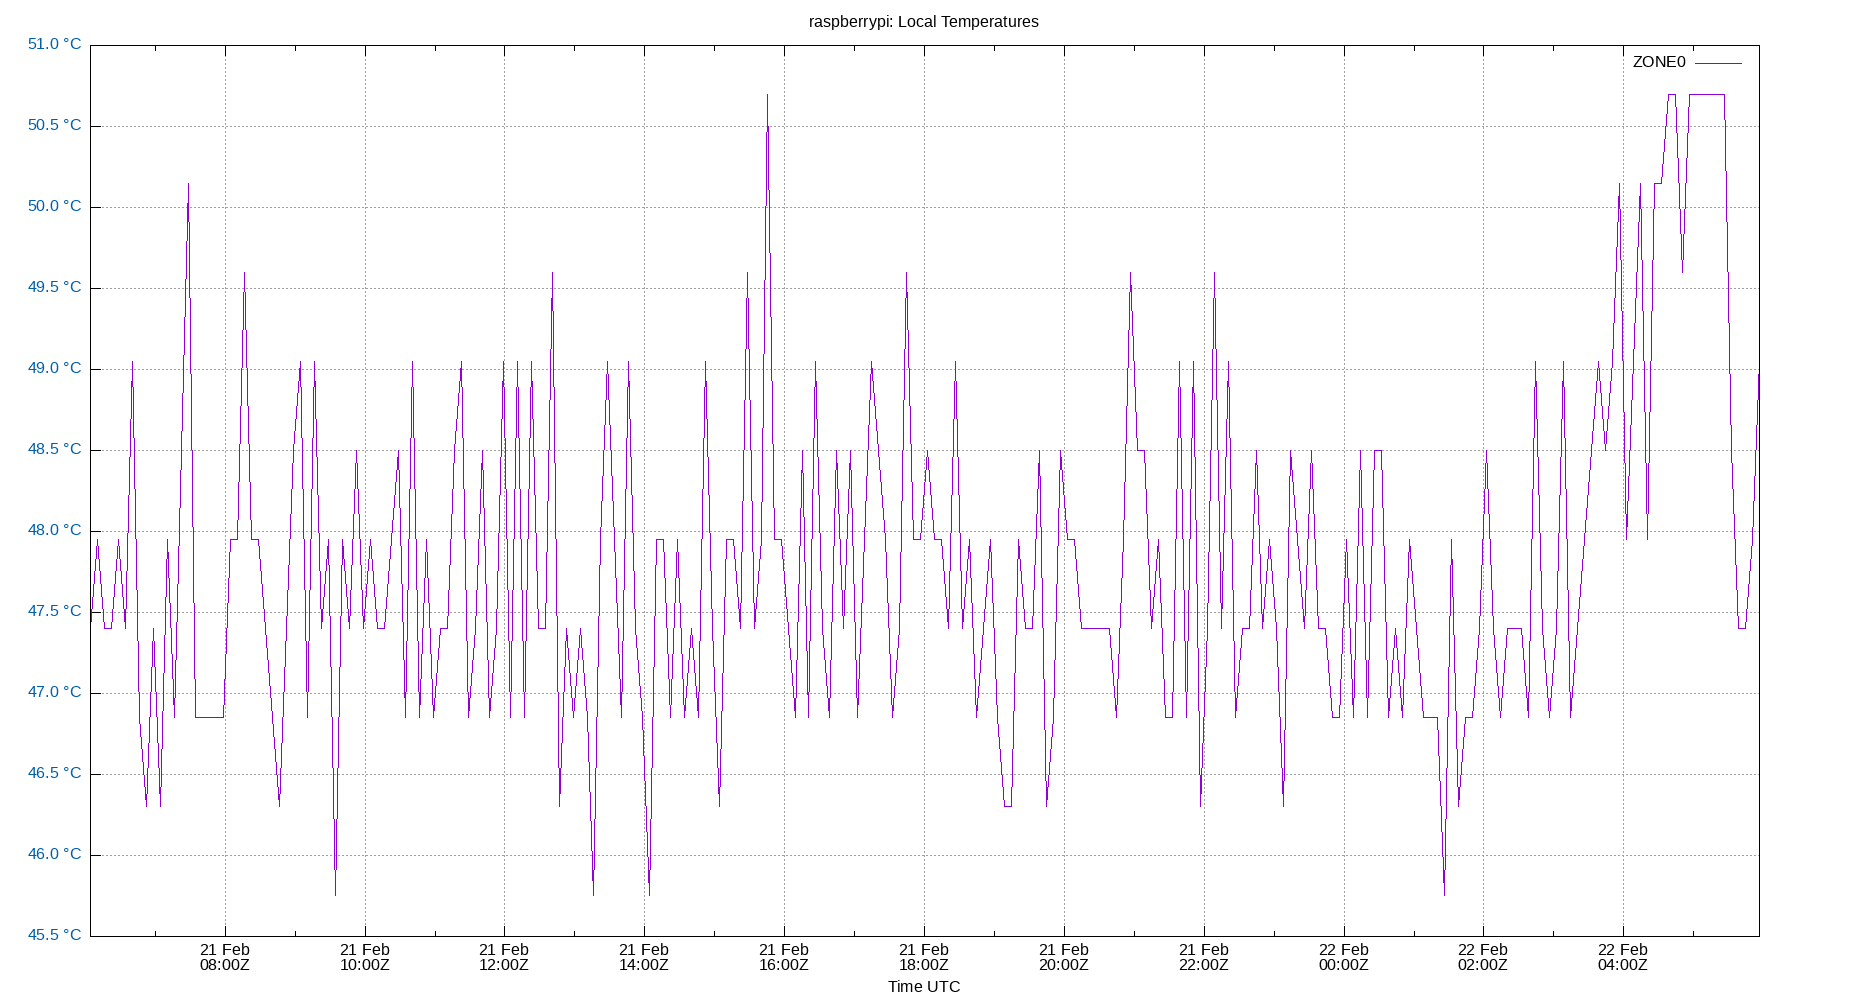 raspberrypi: Local Temperatures
51.0 °C
ZONE0
50.5 °C
50.0 °C
49.5 °C
49.0 °C
48.5 °C
48.0 °C
47.5 °C
47.0 °C
46.5 °C
46.0 °C
45.5 °C
21 Feb 21 Feb 21 Feb 21 Feb 21 Feb 21 Feb 21 Feb 21 Feb 22 Feb 22 Feb 22 Feb
08:00Z 10:00Z 12:00Z 14:00Z 16:00Z 18:00Z 20:00Z 22:00Z 00:00Z 02:00Z 04:00Z
Time UTC